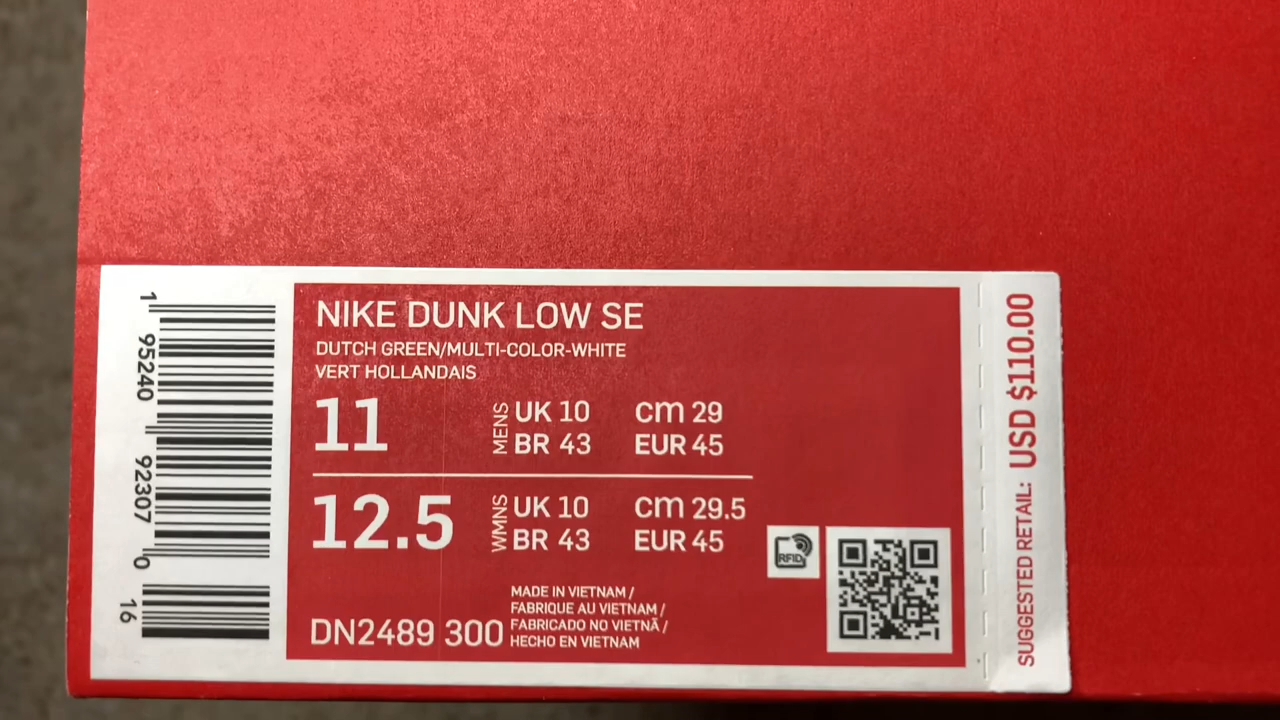 1 95240 92307 0 16
NIKE DUNK LOW SE
DUTCH GREEN/MULTI-COLOR-WHITE
VERT HOLLANDAIS
11 MENS UK 10 cm 29
BR 43 EUR 45
12.5 WMNS UK 10 cm 29.5
BR 43 EUR 45
RFID
MADE IN VIETNAM /
FABRIQUE AU VIETNAM /
FABRICADO NO VIETNÃ /
HECHO EN VIETNAM
DN2489 300
SUGGESTED RETAIL: USD $110.00